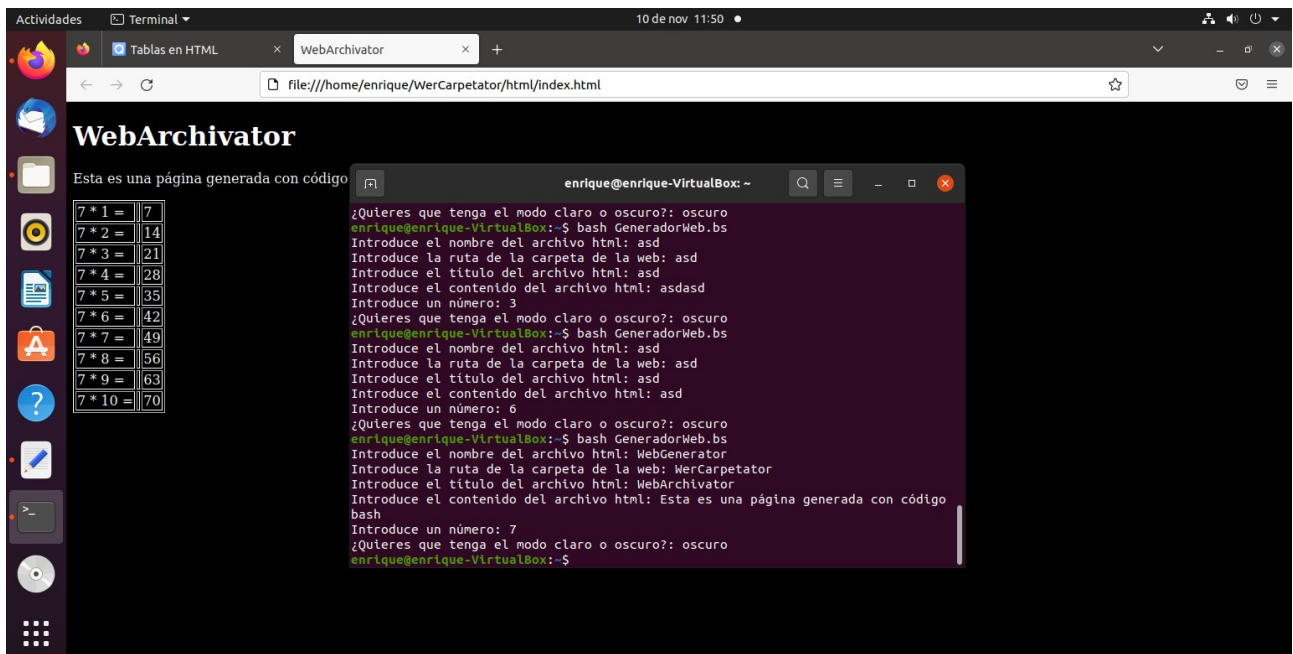 Actividades
Terminal
10 de nov 11:50
Tablas en HTML
WebArchivator
file:///home/enrique/WerCarpetator/html/index.html
WebArchivator
Esta es una página generada con código
7 * 1 = 7
7 * 2 = 14
7 * 3 = 21
7 * 4 = 28
7 * 5 = 35
7 * 6 = 42
7 * 7 = 49
7 * 8 = 56
7 * 9 = 63
7 * 10 = 70
enrique@enrique-VirtualBox: ~
¿Quieres que tenga el modo claro o oscuro?: oscuro
enrique@enrique-VirtualBox:~$ bash GeneradorWeb.bs
Introduce el nombre del archivo html: asd
Introduce la ruta de la carpeta de la web: asd
Introduce el titulo del archivo html: asd
Introduce el contenido del archivo html: asdasd
Introduce un número: 3
¿Quieres que tenga el modo claro o oscuro?: oscuro
enrique@enrique-VirtualBox:~$ bash GeneradorWeb.bs
Introduce el nombre del archivo html: asd
Introduce la ruta de la carpeta de la web: asd
Introduce el titulo del archivo html: asd
Introduce el contenido del archivo html: asd
Introduce un número: 6
¿Quieres que tenga el modo claro o oscuro?: oscuro
enrique@enrique-VirtualBox:~$ bash GeneradorWeb.bs
Introduce el nombre del archivo html: WebGenerator
Introduce la ruta de la carpeta de la web: WerCarpetator
Introduce el titulo del archivo html: WebArchivator
Introduce el contenido del archivo html: Esta es una página generada con código
bash
Introduce un número: 7
¿Quieres que tenga el modo claro o oscuro?: oscuro
enrique@enrique-VirtualBox:~$